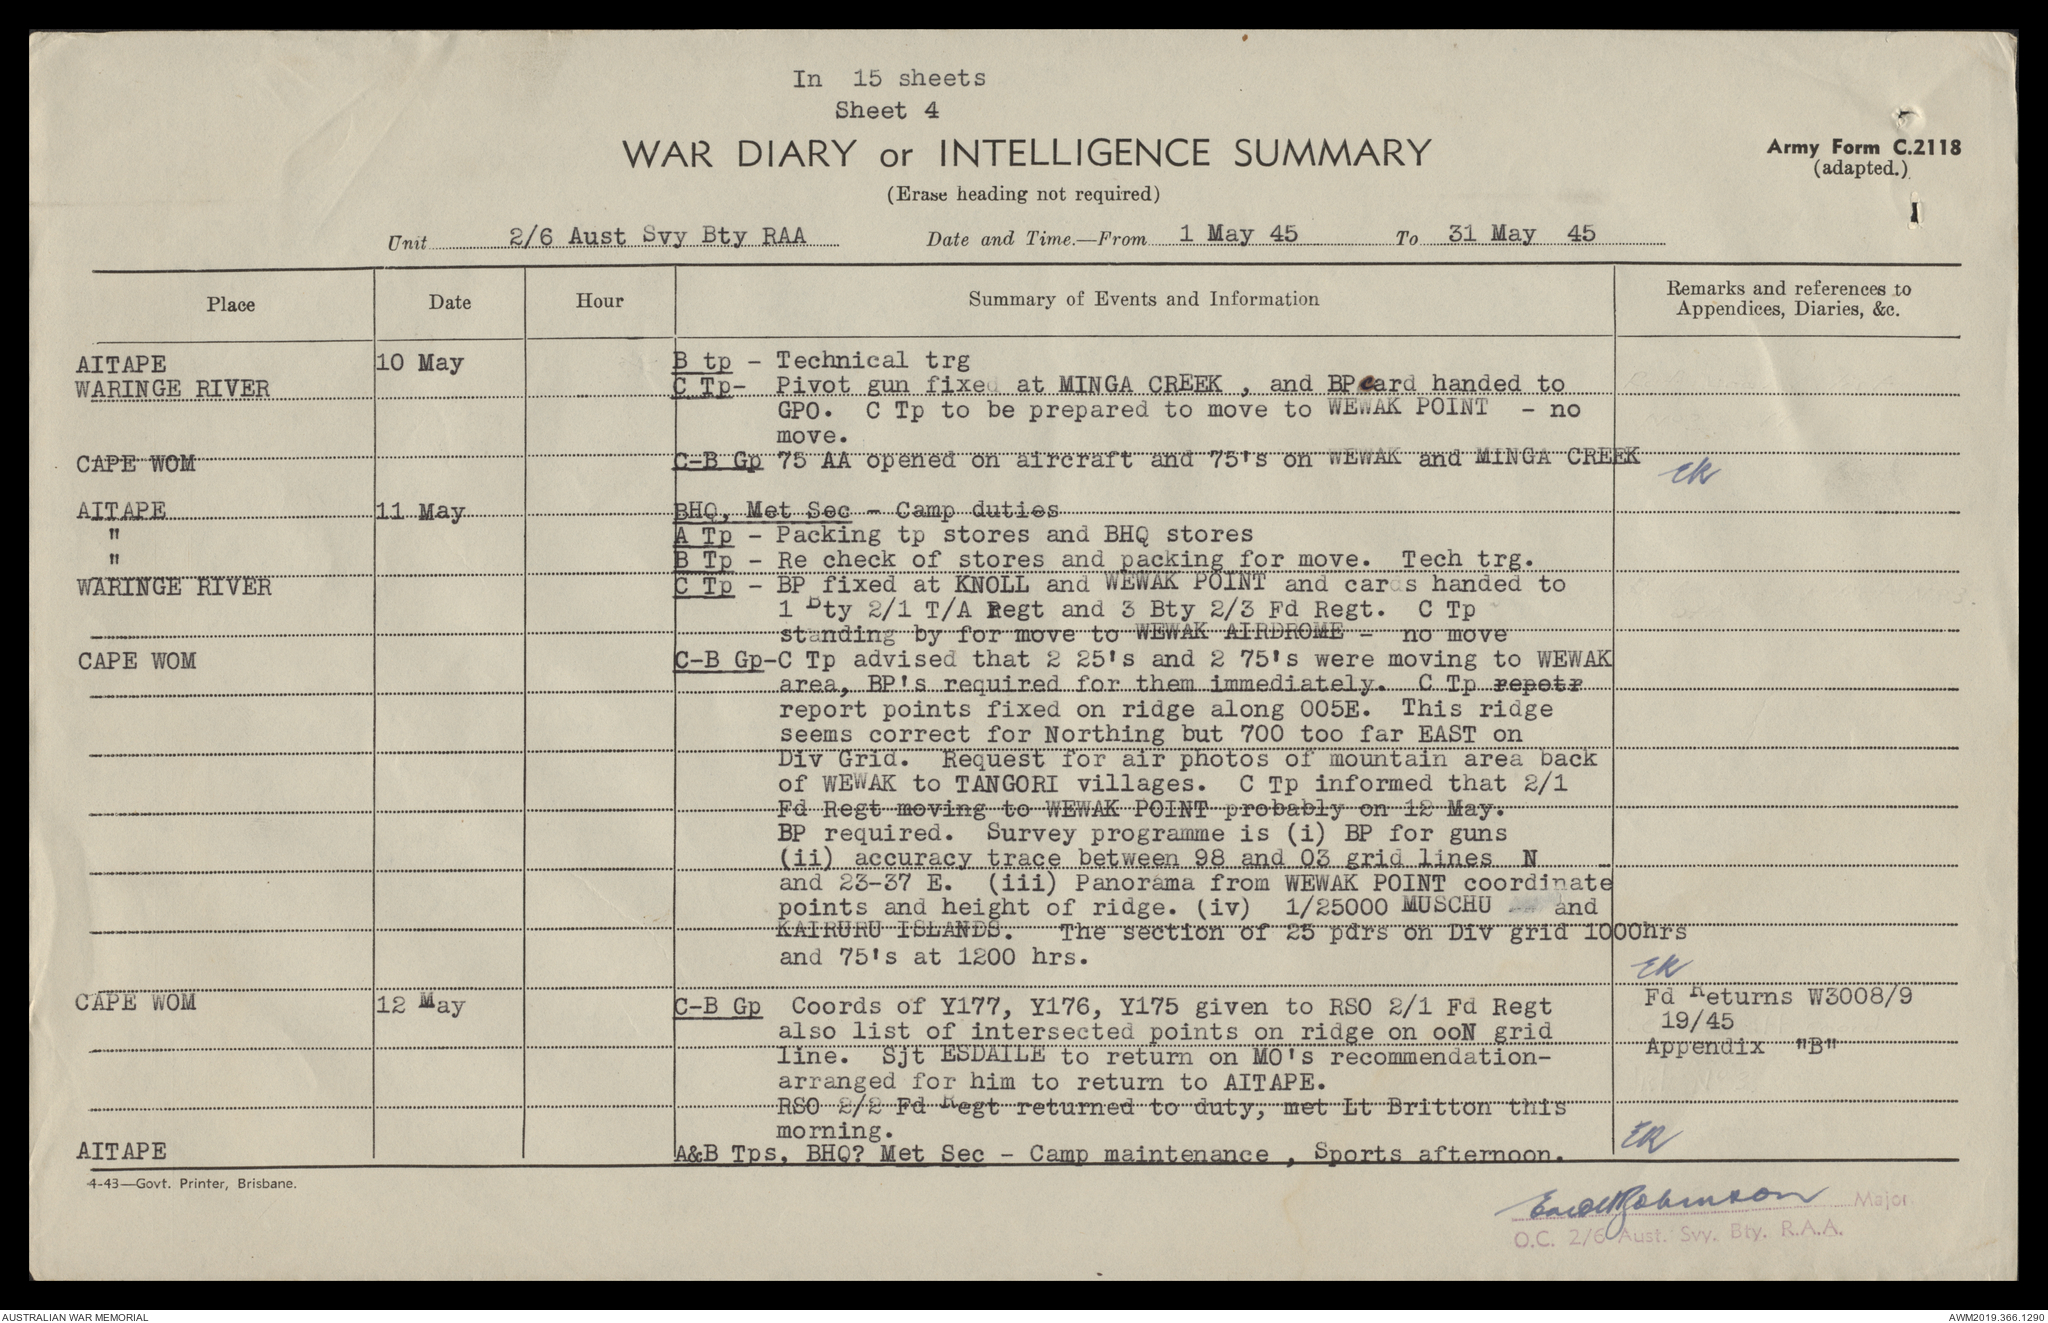 In 15 sheets
Sheet 4
WAR DIARY or INTELLIGENCE SUMMARY
Army Form C.2118
(adapted.)
(Erase heading not required)
Unit 2/6 Aust Svy Bty RAA Date and Time.—From 1 May 45 To 31 May 45
Place Date Hour Summary of Events and Information Remarks and references to
Appendices, Diaries, &c.
AITAPE 10 May B tp - Technical trg
WARINGE RIVER C Tp- Pivot gun fixed at MINGA CREEK , and BP card handed to
GPO. C Tp to be prepared to move to WEWAK POINT - no
move.
CAPE WOM C-B Gp 75 AA opened on aircraft and 75's on WEWAK and MINGA CREEK
ER
AITAPE 11 May BHQ, Met Sec - Camp duties
" A Tp - Packing tp stores and BHQ stores
" B Tp - Re check of stores and packing for move. Tech trg.
WARINGE RIVER C Tp - BP fixed at KNOLL and WEWAK POINT and cards handed to
1 Bty 2/1 T/A Regt and 3 Bty 2/3 Fd Regt. C Tp
standing by for move to WEWAK AIRDROME - no move
CAPE WOM C-B Gp-C Tp advised that 2 25's and 2 75's were moving to WEWAK
area, BP's required for them immediately. C Tp repotr
report points fixed on ridge along 005E. This ridge
seems correct for Northing but 700 too far EAST on
Div Grid. Request for air photos of mountain area back
of WEWAK to TANGORI villages. C Tp informed that 2/1
Fd Regt moving to WEWAK POINT probably on 12 May.
BP required. Survey programme is (i) BP for guns
(ii) accuracy trace between 98 and 03 grid lines N -
and 23-37 E. (iii) Panorama from WEWAK POINT coordinate
points and height of ridge. (iv) 1/25000 MUSCHU and
KAIRURU ISLANDS. The section of 25 pdrs on Div grid 1000hrs
and 75's at 1200 hrs.
ER
CAPE WOM 12 May C-B Gp Coords of Y177, Y176, Y175 given to RSO 2/1 Fd Regt Fd Returns W3008/9
also list of intersected points on ridge on ooN grid 19/45
line. Sjt ESDAILE to return on MO's recommendation- Appendix "B"
arranged for him to return to AITAPE.
RSO 2/2 Fd Regt returned to duty, met Lt Britton this
morning.
ER
AITAPE A&B Tps, BHQ? Met Sec - Camp maintenance , Sports afternoon.
4-43—Govt. Printer, Brisbane.
Robinson Major
O.C. 2/6 Aust. Svy. Bty. R.A.A.
AUSTRALIAN WAR MEMORIAL AWM2019.366.1290